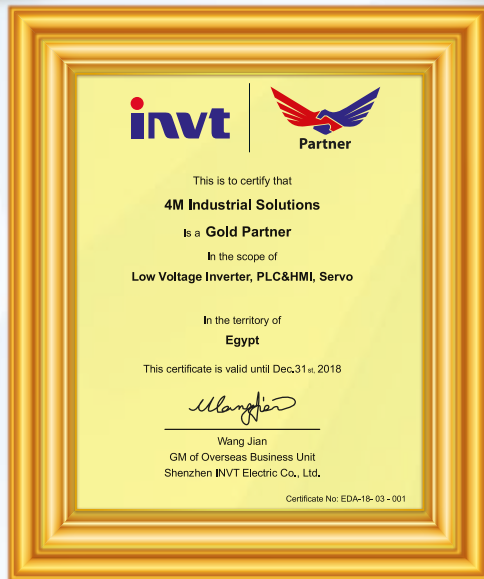 invt
Partner
This is to certify that
4M Industrial Solutions
Is a Gold Partner
In the scope of
Low Voltage Inverter, PLC&HMI, Servo
In the territory of
Egypt
This certificate is valid until Dec.31st, 2018
Wang Jian
Wang Jian
GM of Overseas Business Unit
Shenzhen INVT Electric Co., Ltd.
Certificate No: EDA-18- 03 - 001